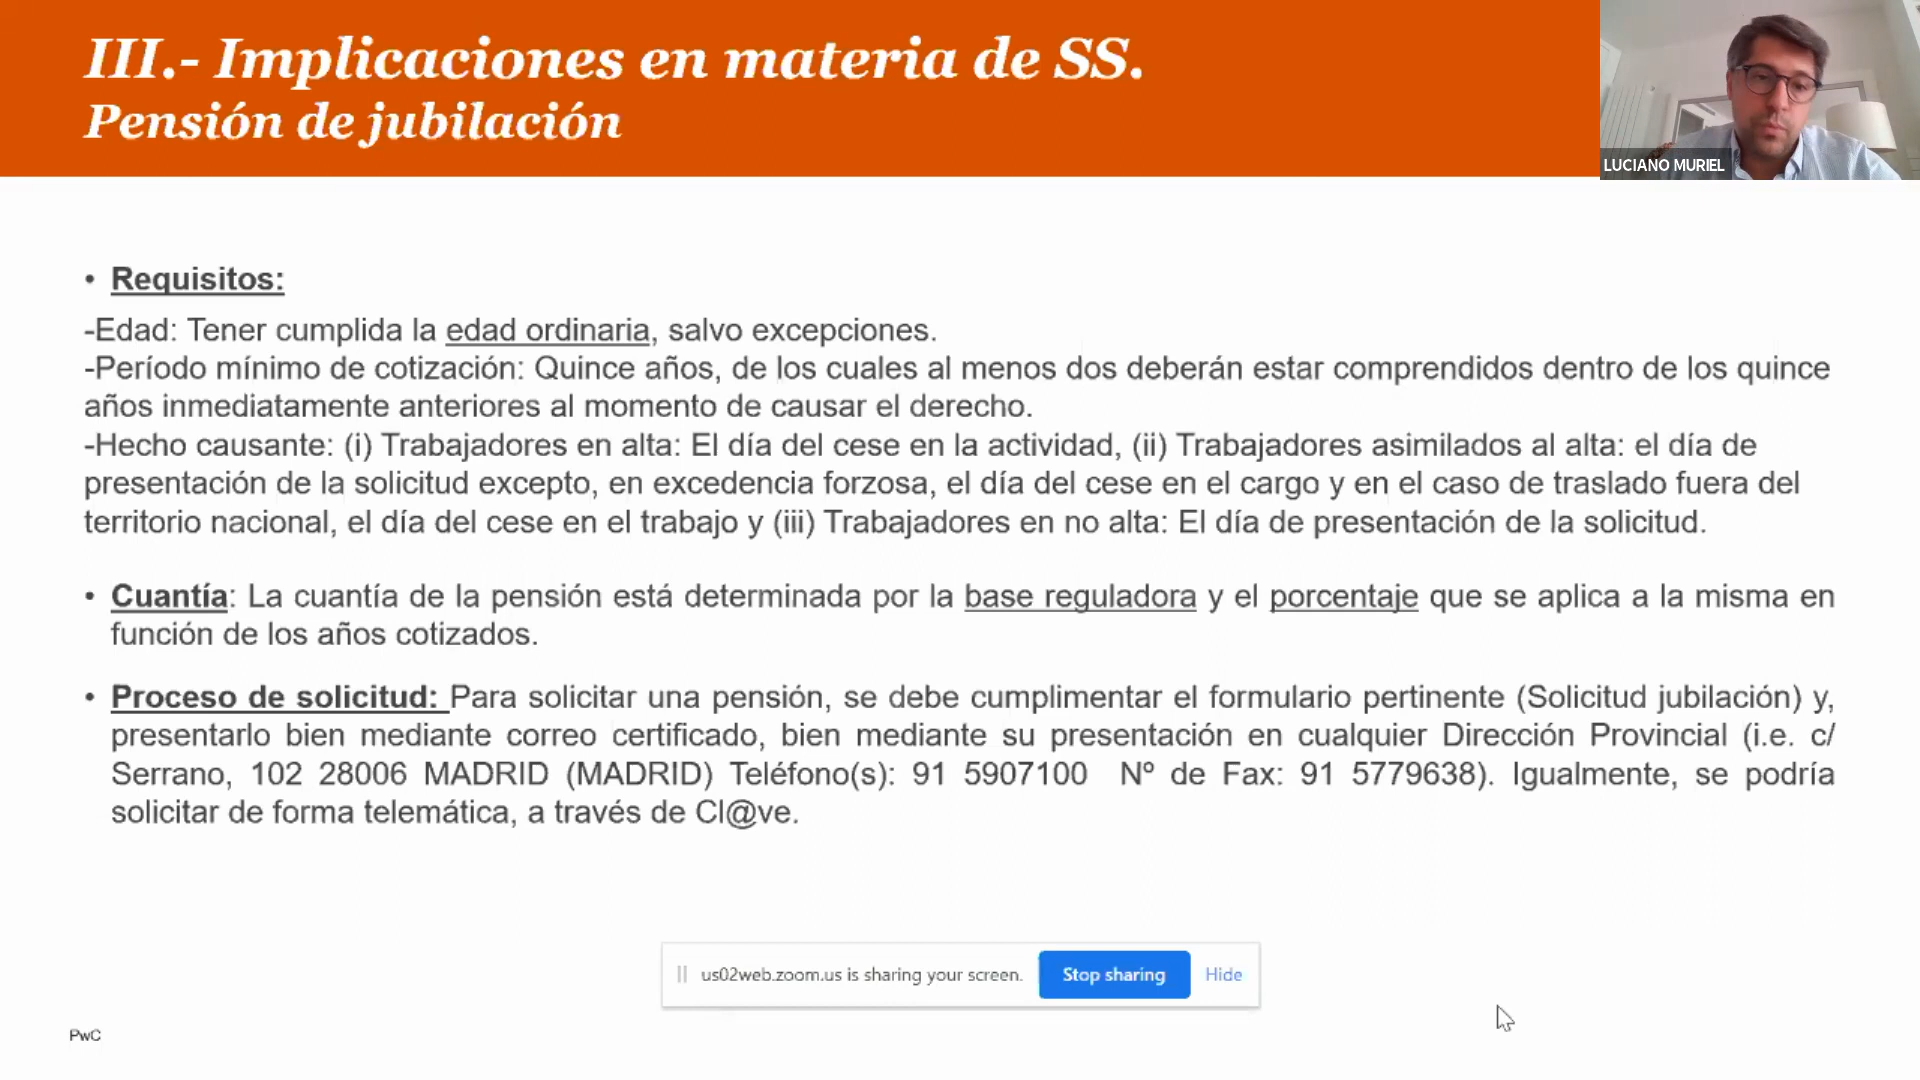 III.- Implicaciones en materia de SS.
Pensión de jubilación
LUCIANO MURIEL
• Requisitos:
-Edad: Tener cumplida la edad ordinaria, salvo excepciones.
-Período mínimo de cotización: Quince años, de los cuales al menos dos deberán estar comprendidos dentro de los quince
años inmediatamente anteriores al momento de causar el derecho.
-Hecho causante: (i) Trabajadores en alta: El día del cese en la actividad, (ii) Trabajadores asimilados al alta: el día de
presentación de la solicitud excepto, en excedencia forzosa, el día del cese en el cargo y en el caso de traslado fuera del
territorio nacional, el día del cese en el trabajo y (iii) Trabajadores en no alta: El día de presentación de la solicitud.
• Cuantía: La cuantía de la pensión está determinada por la base reguladora y el porcentaje que se aplica a la misma en
función de los años cotizados.
• Proceso de solicitud: Para solicitar una pensión, se debe cumplimentar el formulario pertinente (Solicitud jubilación) y,
presentarlo bien mediante correo certificado, bien mediante su presentación en cualquier Dirección Provincial (i.e. c/
Serrano, 102 28006 MADRID (MADRID) Teléfono(s): 91 5907100 Nº de Fax: 91 5779638). Igualmente, se podría
solicitar de forma telemática, a través de Cl@ve.
us02web.zoom.us is sharing your screen. Stop sharing Hide
PwC